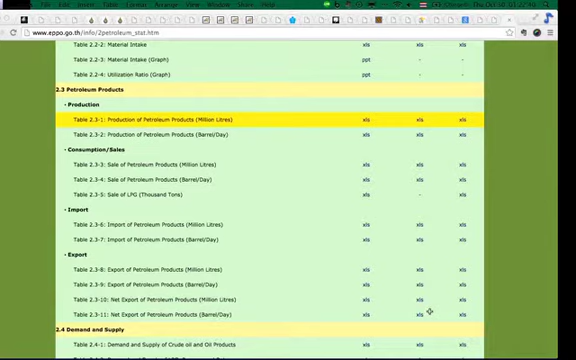 File Edit View Insert Format Arrange View Window Share Help
www.eppo.go.th/info/2petroleum_stat.htm
Table 2.2-2: Material Intake xls xls xls
Table 2.2-3: Material Intake (Graph) ppt - -
Table 2.2-4: Utilization Ratio (Graph) ppt - -
2.3 Petroleum Products
- Production
Table 2.3-1: Production of Petroleum Products (Million Litres) xls xls xls
Table 2.3-2: Production of Petroleum Products (Barrel/Day) xls xls xls
- Consumption/Sales
Table 2.3-3: Sale of Petroleum Products (Million Litres) xls xls xls
Table 2.3-4: Sale of Petroleum Products (Barrel/Day) xls xls xls
Table 2.3-5: Sale of LPG (Thousand Tons) xls - xls
- Import
Table 2.3-6: Import of Petroleum Products (Million Litres) xls xls xls
Table 2.3-7: Import of Petroleum Products (Barrel/Day) xls xls xls
- Export
Table 2.3-8: Export of Petroleum Products (Million Litres) xls xls xls
Table 2.3-9: Export of Petroleum Products (Barrel/Day) xls xls xls
Table 2.3-10: Net Export of Petroleum Products (Million Litres) xls xls xls
Table 2.3-11: Net Export of Petroleum Products (Barrel/Day) xls xls xls
2.4 Demand and Supply
Table 2.4-1: Demand and Supply of Crude oil and Oil Products xls xls xls